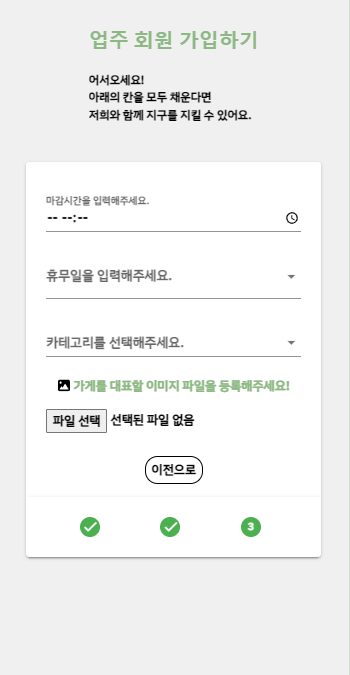 업주 회원 가입하기
어서오세요!
아래의 칸을 모두 채운다면
저희와 함께 지구를 지킬 수 있어요.
마감시간을 입력해주세요.
-- --:--
휴무일을 입력해주세요.
카테고리를 선택해주세요.
가게를 대표할 이미지 파일을 등록해주세요!
파일 선택 선택된 파일 없음
이전으로
3